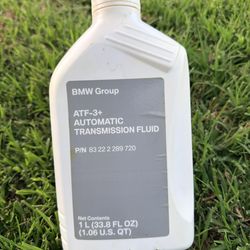 BMW Group
ATF-3+
AUTOMATIC
TRANSMISSION FLUID
P/N 83 22 2 289 720
Net Contents
1 L (33.8 FL OZ)
(1.06 U.S. QT)